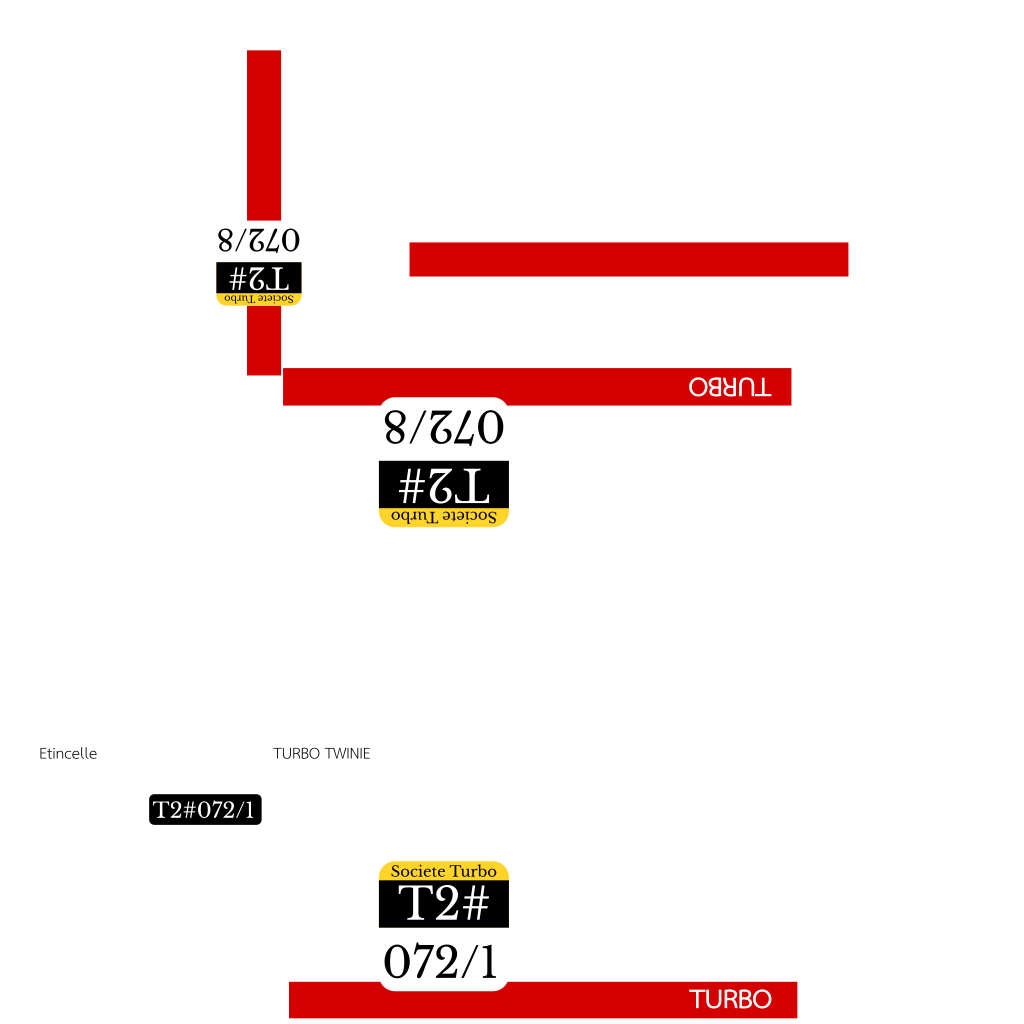 072/8
T2#
Societe Turbo
TURBO
072/8
T2#
Societe Turbo
Etincelle
TURBO TWINIE
T2#072/1
Societe Turbo
T2#
072/1
TURBO